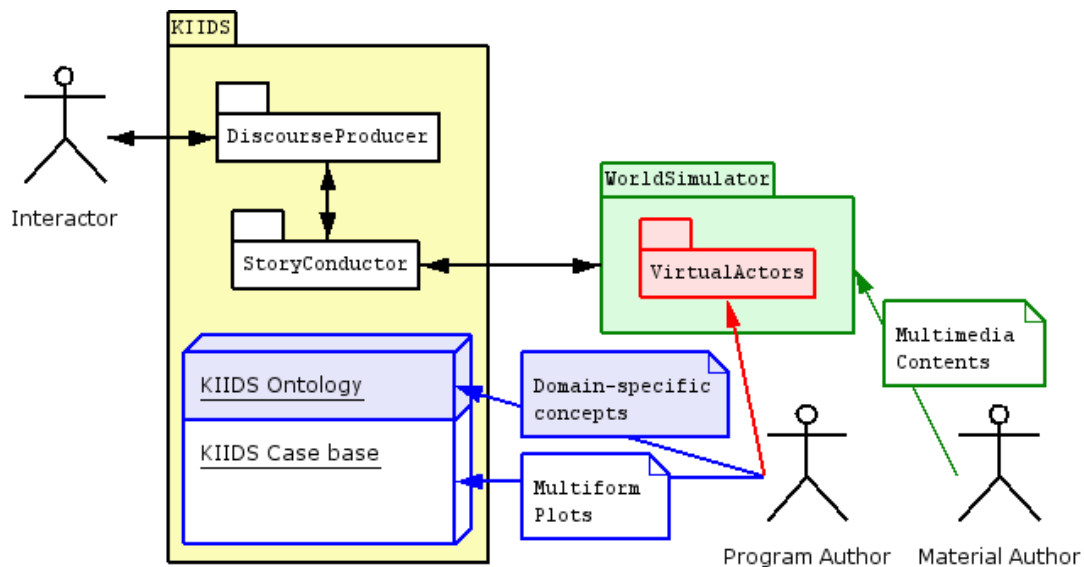 KIIDS
DiscourseProducer
Interactor
WorldSimulator
StoryConductor
VirtualActors
Multimedia
Contents
KIIDS Ontology
Domain-specific
concepts
KIIDS Case base
Multiform
Plots
Program Author
Material Author